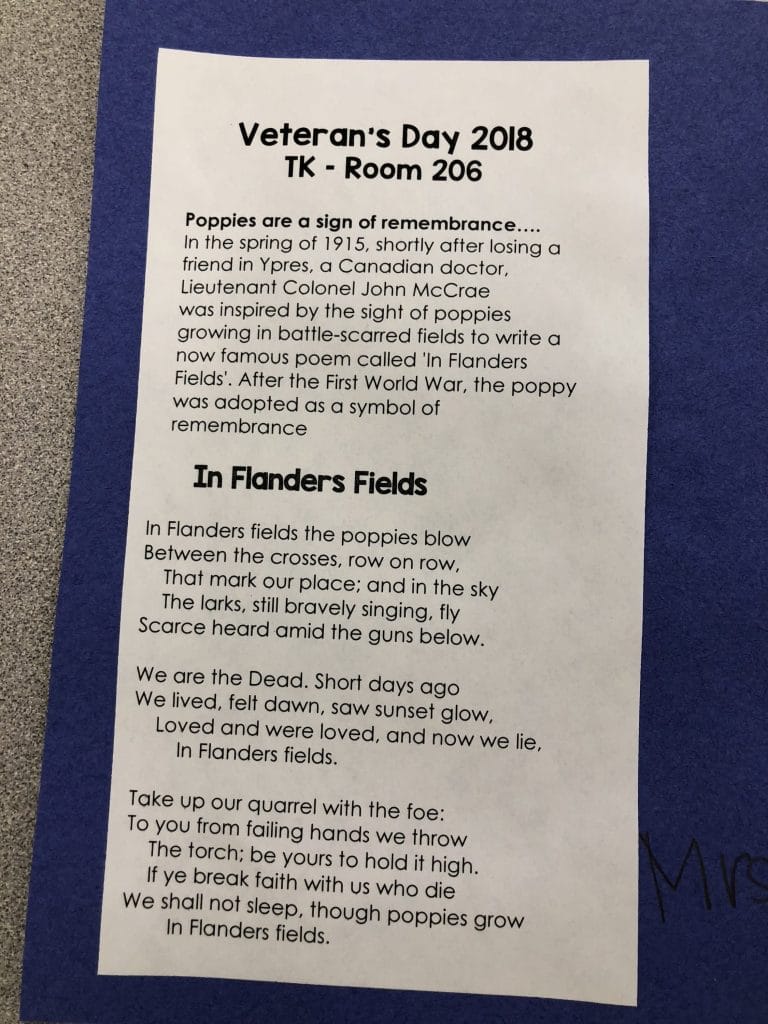 Veteran's Day 2018
TK - Room 206
Poppies are a sign of remembrance....
In the spring of 1915, shortly after losing a
friend in Ypres, a Canadian doctor,
Lieutenant Colonel John McCrae
was inspired by the sight of poppies
growing in battle-scarred fields to write a
now famous poem called 'In Flanders
Fields'. After the First World War, the poppy
was adopted as a symbol of
remembrance
In Flanders Fields
In Flanders fields the poppies blow
Between the crosses, row on row,
That mark our place; and in the sky
The larks, still bravely singing, fly
Scarce heard amid the guns below.
We are the Dead. Short days ago
We lived, felt dawn, saw sunset glow,
Loved and were loved, and now we lie,
In Flanders fields.
Take up our quarrel with the foe:
To you from failing hands we throw
The torch; be yours to hold it high.
If ye break faith with us who die
We shall not sleep, though poppies grow
In Flanders fields.
Mrs